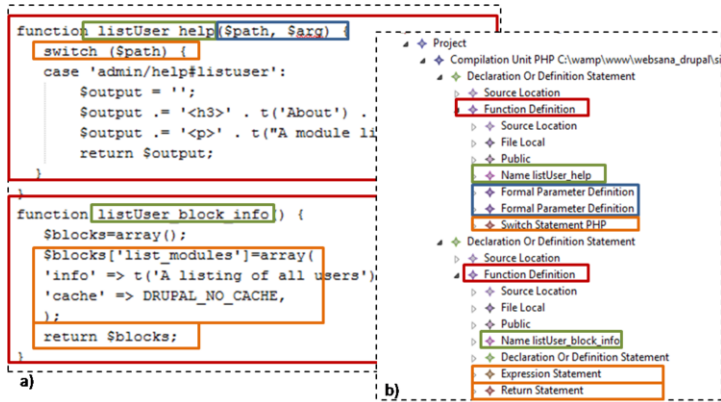 function listUser_help($path, $arg) {
switch ($path) {
case 'admin/help#listuser':
$output = '';
$output .= '<h3>' . t('About') .
$output .= '<p>' . t("A module li
return $output;
}
}
function listUser_block_info() {
$blocks=array();
$blocks['list_modules']=array(
'info' => t('A listing of all users')
'cache' => DRUPAL_NO_CACHE,
);
return $blocks;
}
a)
Project
Compilation Unit PHP C:\wamp\www\websana_drupal\si
Declaration Or Definition Statement
Source Location
Function Definition
Source Location
File Local
Public
Name listUser_help
Formal Parameter Definition
Formal Parameter Definition
Switch Statement PHP
Declaration Or Definition Statement
Source Location
Function Definition
Source Location
File Local
Public
Name listUser_block_info
Declaration Or Definition Statement
Expression Statement
Return Statement
b)